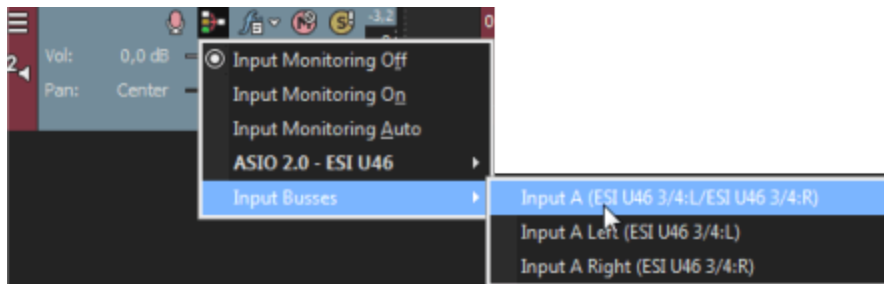 -3,2
0
2
Vol: 0,0 dB
Pan: Center
Input Monitoring Off
Input Monitoring On
Input Monitoring Auto
ASIO 2.0 - ESI U46
Input Busses
Input A (ESI U46 3/4:L/ESI U46 3/4:R)
Input A Left (ESI U46 3/4:L)
Input A Right (ESI U46 3/4:R)